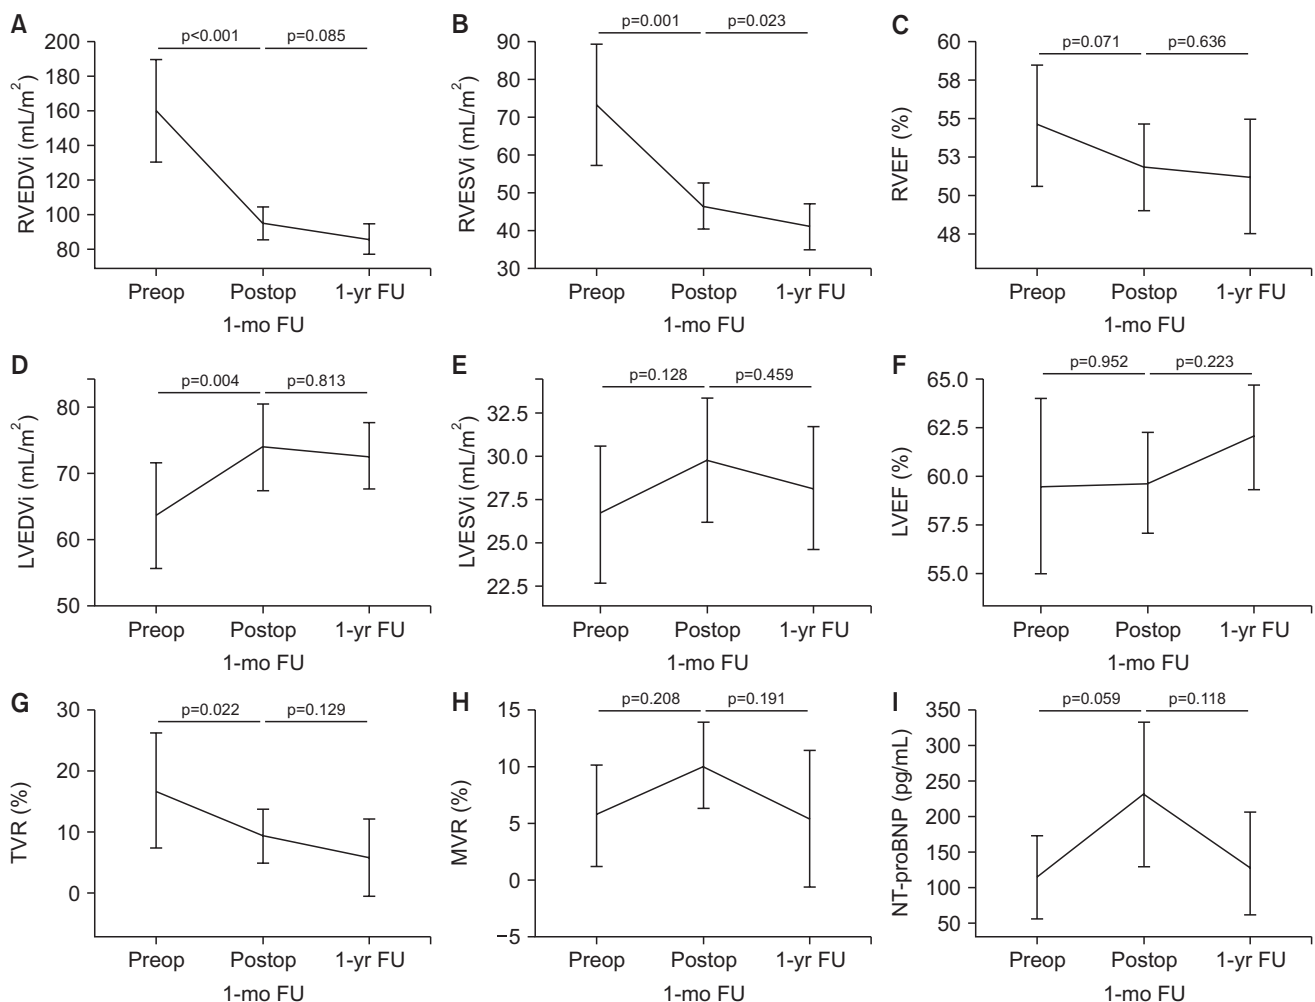 A
p<0.001 p=0.085
200
180
160
140
120
100
80
RVEDVi (mL/m²)
Preop Postop 1-yr FU
1-mo FU
B
p=0.001 p=0.023
90
80
70
60
50
40
30
RVESVi (mL/m²)
Preop Postop 1-yr FU
1-mo FU
C
p=0.071 p=0.636
60
58
55
53
50
48
RVEF (%)
Preop Postop 1-yr FU
1-mo FU
D
p=0.004 p=0.813
80
70
60
50
LVEDVi (mL/m²)
Preop Postop 1-yr FU
1-mo FU
E
p=0.128 p=0.459
32.5
30.0
27.5
25.0
22.5
LVESVi (mL/m²)
Preop Postop 1-yr FU
1-mo FU
F
p=0.952 p=0.223
65.0
62.5
60.0
57.5
55.0
LVEF (%)
Preop Postop 1-yr FU
1-mo FU
G
p=0.022 p=0.129
30
20
10
0
TVR (%)
Preop Postop 1-yr FU
1-mo FU
H
p=0.208 p=0.191
15
10
5
0
−5
MVR (%)
Preop Postop 1-yr FU
1-mo FU
I
p=0.059 p=0.118
350
300
250
200
150
100
50
NT-proBNP (pg/mL)
Preop Postop 1-yr FU
1-mo FU